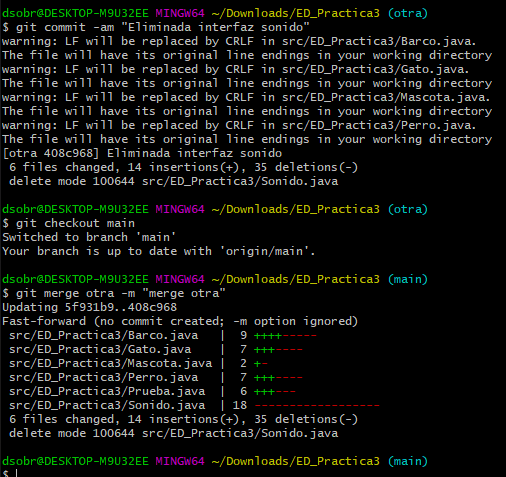 dsobr@DESKTOP-M9U32EE MINGW64 ~/Downloads/ED_Practica3 (otra)
$ git commit -am "Eliminada interfaz sonido"
warning: LF will be replaced by CRLF in src/ED_Practica3/Barco.java.
The file will have its original line endings in your working directory
warning: LF will be replaced by CRLF in src/ED_Practica3/Gato.java.
The file will have its original line endings in your working directory
warning: LF will be replaced by CRLF in src/ED_Practica3/Mascota.java.
The file will have its original line endings in your working directory
warning: LF will be replaced by CRLF in src/ED_Practica3/Perro.java.
The file will have its original line endings in your working directory
[otra 408c968] Eliminada interfaz sonido
 6 files changed, 14 insertions(+), 35 deletions(-)
 delete mode 100644 src/ED_Practica3/Sonido.java
dsobr@DESKTOP-M9U32EE MINGW64 ~/Downloads/ED_Practica3 (otra)
$ git checkout main
Switched to branch 'main'
Your branch is up to date with 'origin/main'.
dsobr@DESKTOP-M9U32EE MINGW64 ~/Downloads/ED_Practica3 (main)
$ git merge otra -m "merge otra"
Updating 5f931b9..408c968
Fast-forward (no commit created; -m option ignored)
 src/ED_Practica3/Barco.java   |  9 ++++-----
 src/ED_Practica3/Gato.java    |  7 +++----
 src/ED_Practica3/Mascota.java |  2 +-
 src/ED_Practica3/Perro.java   |  7 +++----
 src/ED_Practica3/Prueba.java  |  6 +++---
 src/ED_Practica3/Sonido.java  | 18 ------------------
 6 files changed, 14 insertions(+), 35 deletions(-)
 delete mode 100644 src/ED_Practica3/Sonido.java
dsobr@DESKTOP-M9U32EE MINGW64 ~/Downloads/ED_Practica3 (main)
$